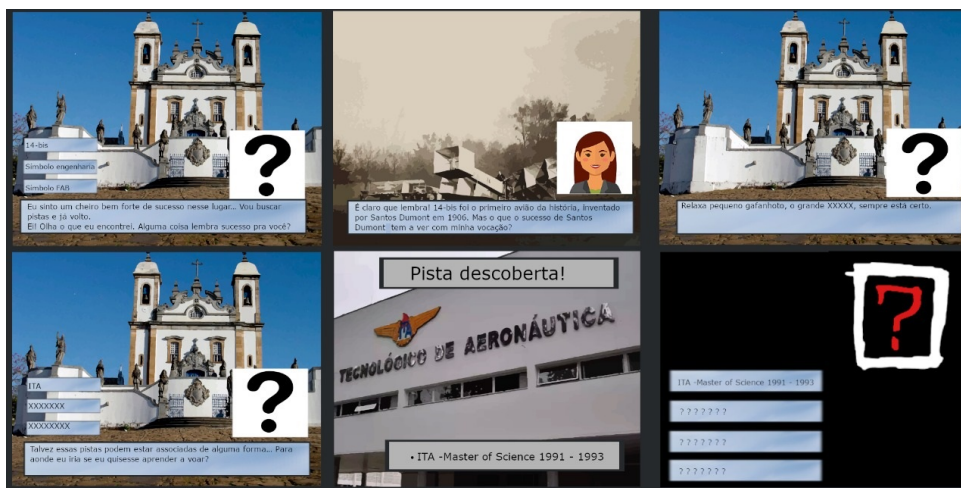 14-bis
Símbolo engenharia
Símbolo FAB
Eu sinto um cheiro bem forte de sucesso nesse lugar... Vou buscar
pistas e já volto.
Ei! Olha o que eu encontrei. Alguma coisa lembra sucesso pra você?
É claro que lembra! 14-bis foi o primeiro avião da história, inventado
por Santos Dumont em 1906. Mas o que o sucesso de Santos
Dumont tem a ver com minha vocação?
Relaxa pequeno gafanhoto, o grande XXXXX, sempre está certo.
ITA
XXXXXXX
XXXXXXXX
Talvez essas pistas podem estar associadas de alguma forma... Para
aonde eu iria se eu quisesse aprender a voar?
Pista descoberta!
TECNOLÓGICO DE AERONÁUTICA
• ITA -Master of Science 1991 - 1993
?
ITA -Master of Science 1991 - 1993
? ? ? ? ? ? ?
? ? ? ? ? ? ?
? ? ? ? ? ? ?